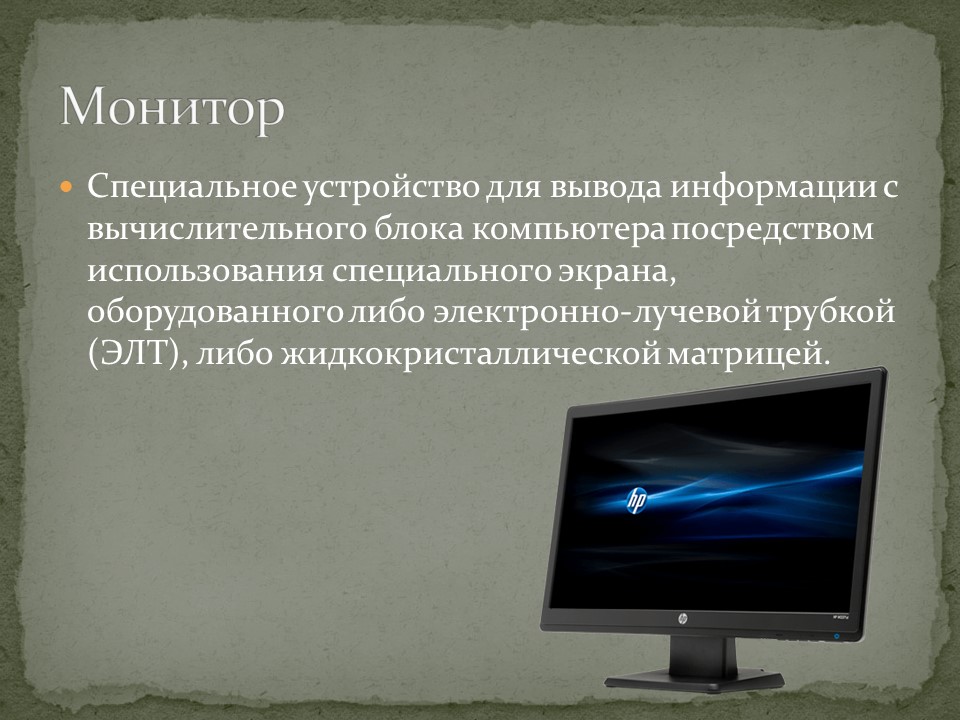 Монитор
Специальное устройство для вывода информации с
вычислительного блока компьютера посредством
использования специального экрана,
оборудованного либо электронно-лучевой трубкой
(ЭЛТ), либо жидкокристаллической матрицей.
hp
hp